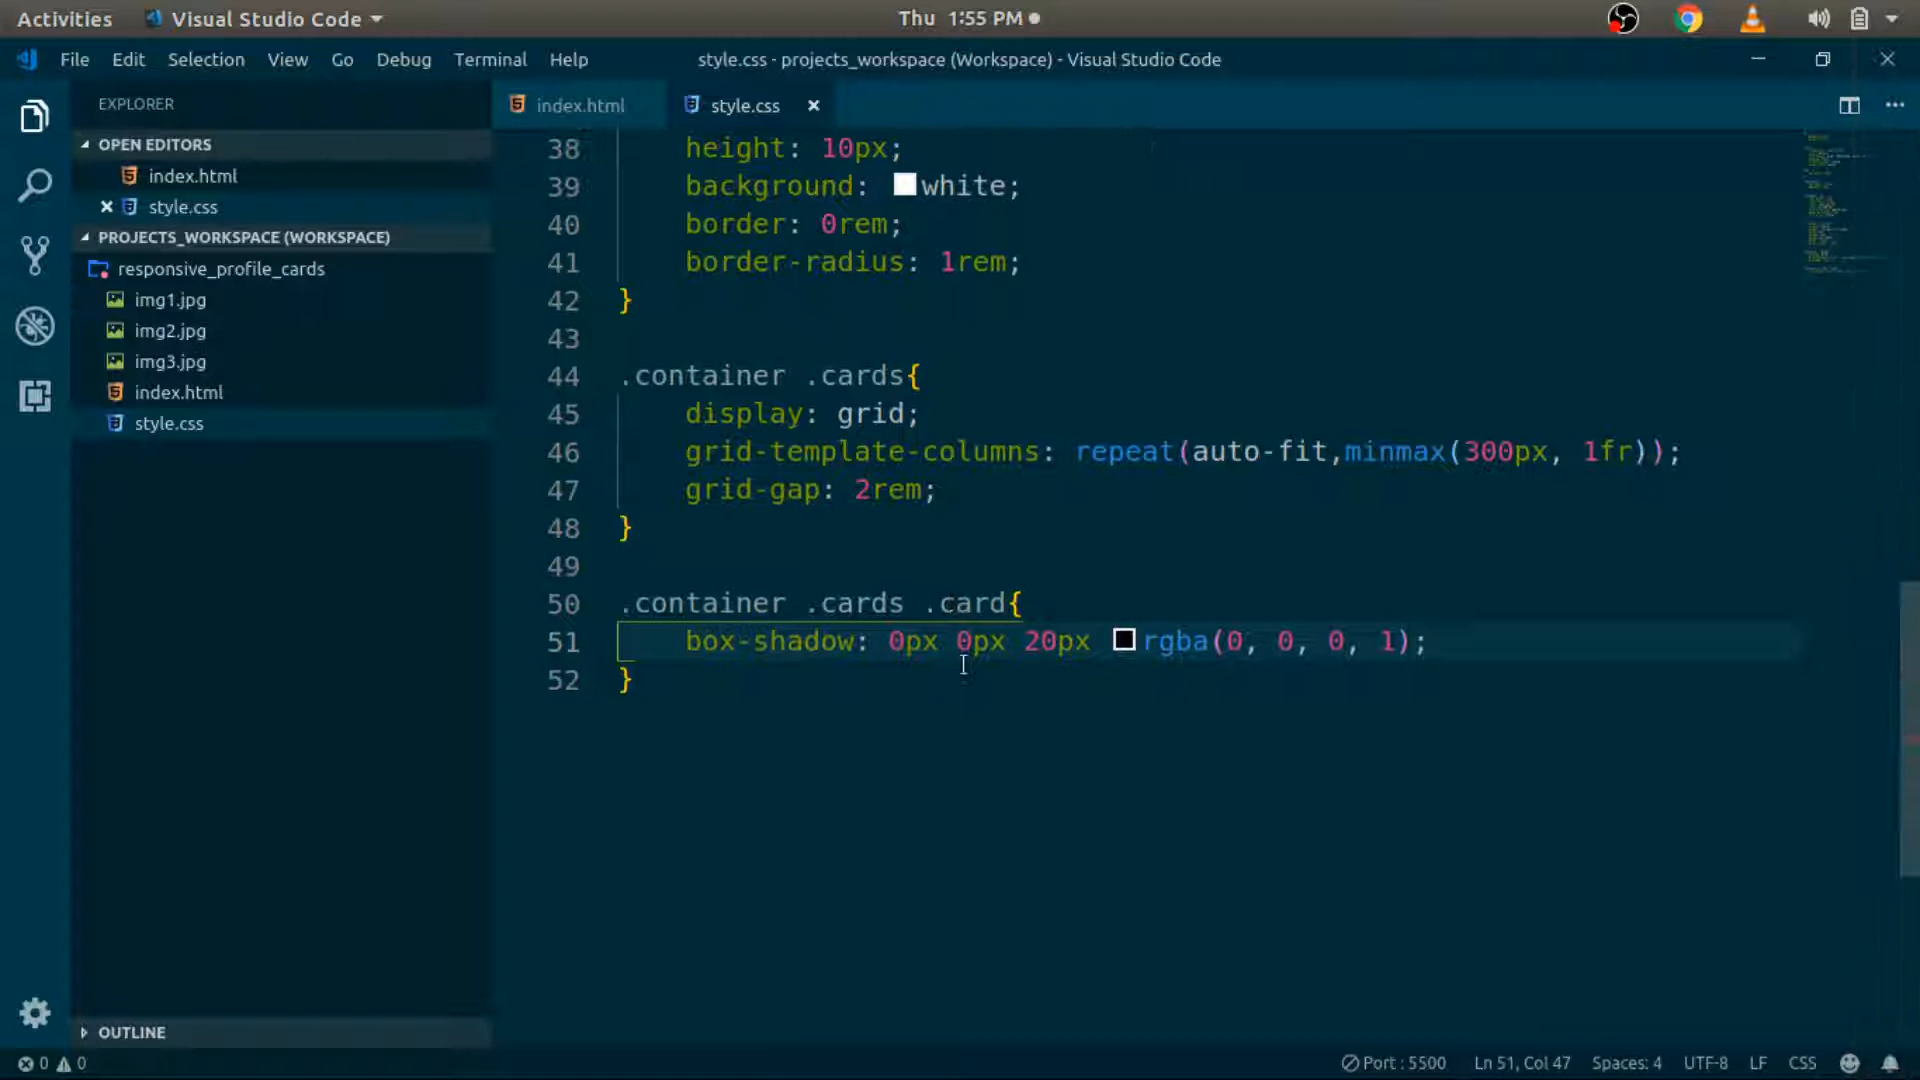 Activities Visual Studio Code Thu 1:55 PM
File Edit Selection View Go Debug Terminal Help style.css - projects_workspace (Workspace) - Visual Studio Code
EXPLORER
OPEN EDITORS
index.html
style.css
PROJECTS_WORKSPACE (WORKSPACE)
responsive_profile_cards
img1.jpg
img2.jpg
img3.jpg
index.html
style.css
OUTLINE
index.html style.css
38 height: 10px;
39 background: white;
40 border: 0rem;
41 border-radius: 1rem;
42 }
43
44 .container .cards{
45 display: grid;
46 grid-template-columns: repeat(auto-fit,minmax(300px, 1fr));
47 grid-gap: 2rem;
48 }
49
50 .container .cards .card{
51 box-shadow: 0px 0px 20px rgba(0, 0, 0, 1);
52 }
0 0 Port : 5500 Ln 51, Col 47 Spaces: 4 UTF-8 LF CSS